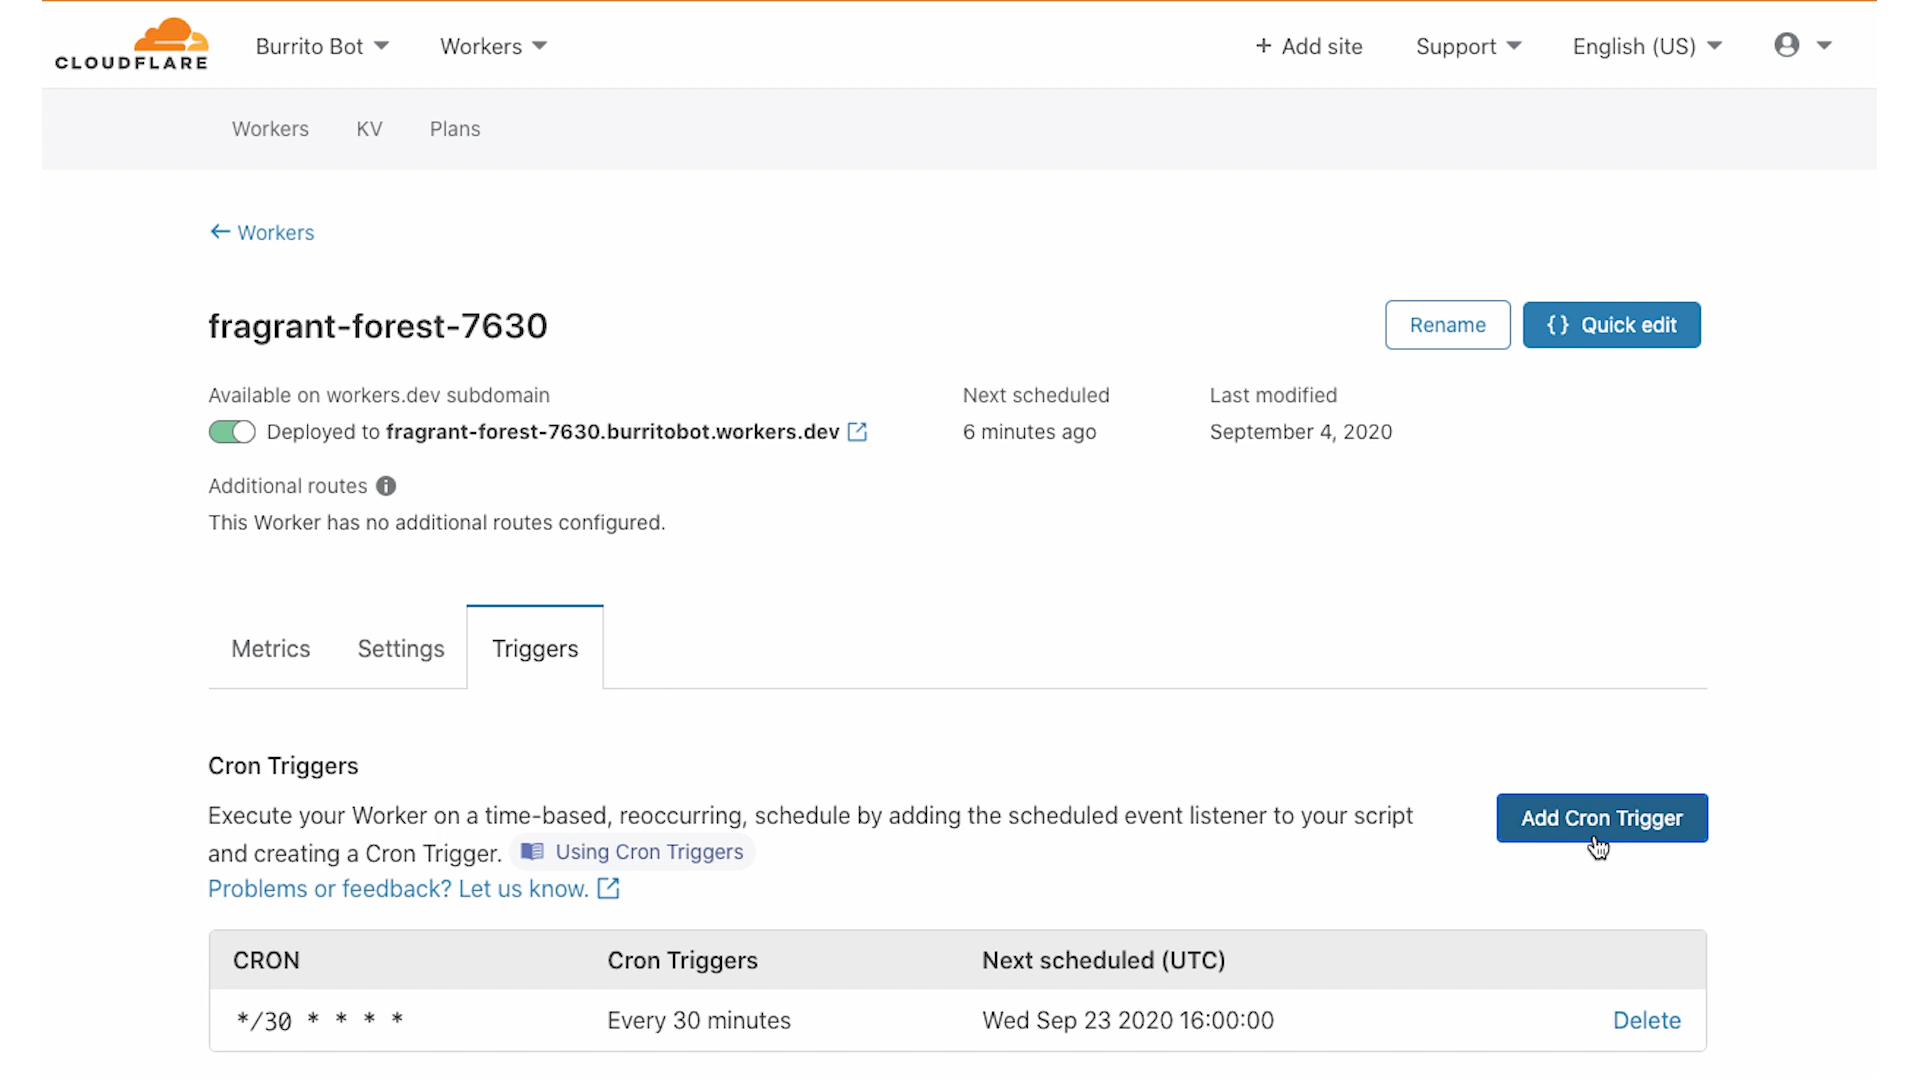 CLOUDFLARE
Burrito Bot
Workers
+ Add site
Support
English (US)
Workers
KV
Plans
← Workers
fragrant-forest-7630
Rename
{} Quick edit
Available on workers.dev subdomain
Next scheduled
Last modified
Deployed to fragrant-forest-7630.burritobot.workers.dev
6 minutes ago
September 4, 2020
Additional routes
This Worker has no additional routes configured.
Metrics
Settings
Triggers
Cron Triggers
Execute your Worker on a time-based, reoccurring, schedule by adding the scheduled event listener to your script
and creating a Cron Trigger. Using Cron Triggers
Add Cron Trigger
Problems or feedback? Let us know.
CRON
Cron Triggers
Next scheduled (UTC)
*/30 * * * *
Every 30 minutes
Wed Sep 23 2020 16:00:00
Delete